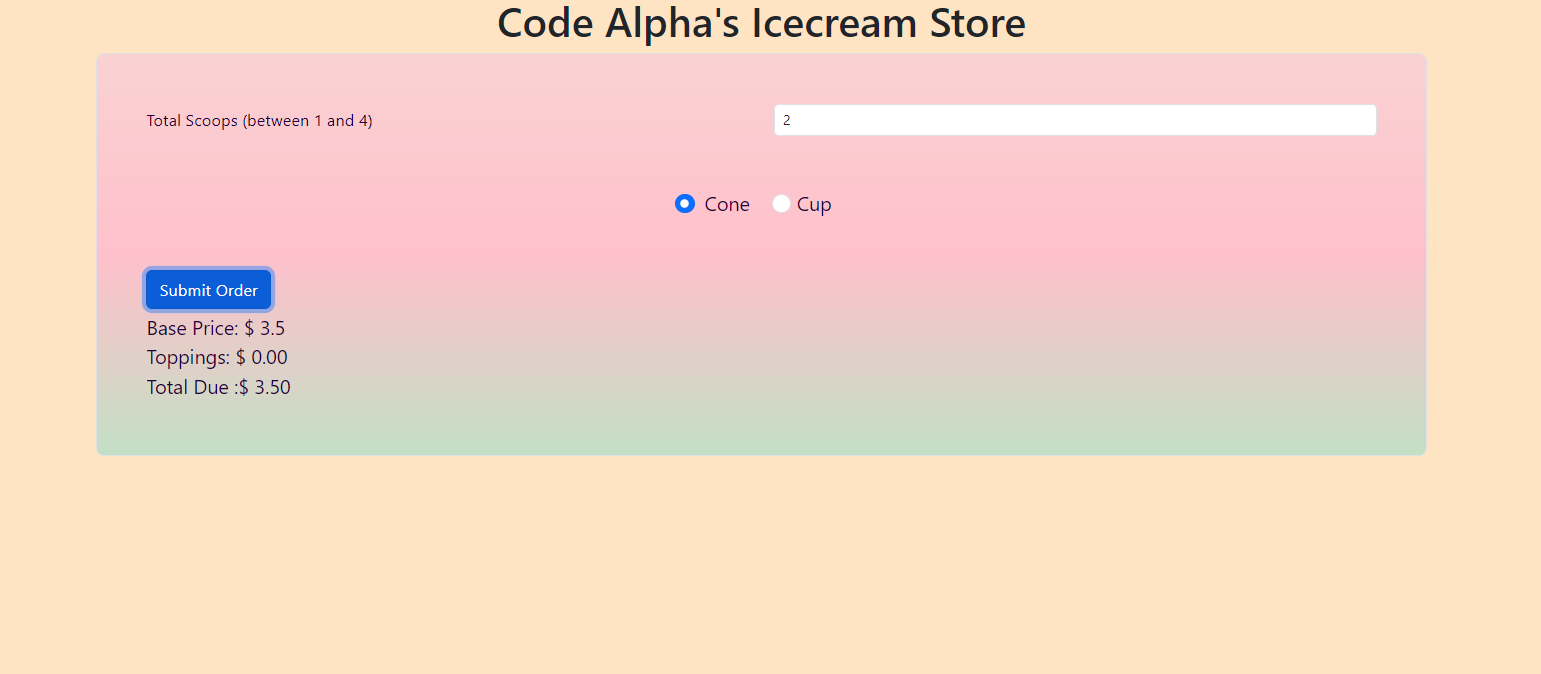 Code Alpha's Icecream Store
Total Scoops (between 1 and 4) 2
Cone Cup
Submit Order
Base Price: $ 3.5
Toppings: $ 0.00
Total Due :$ 3.50